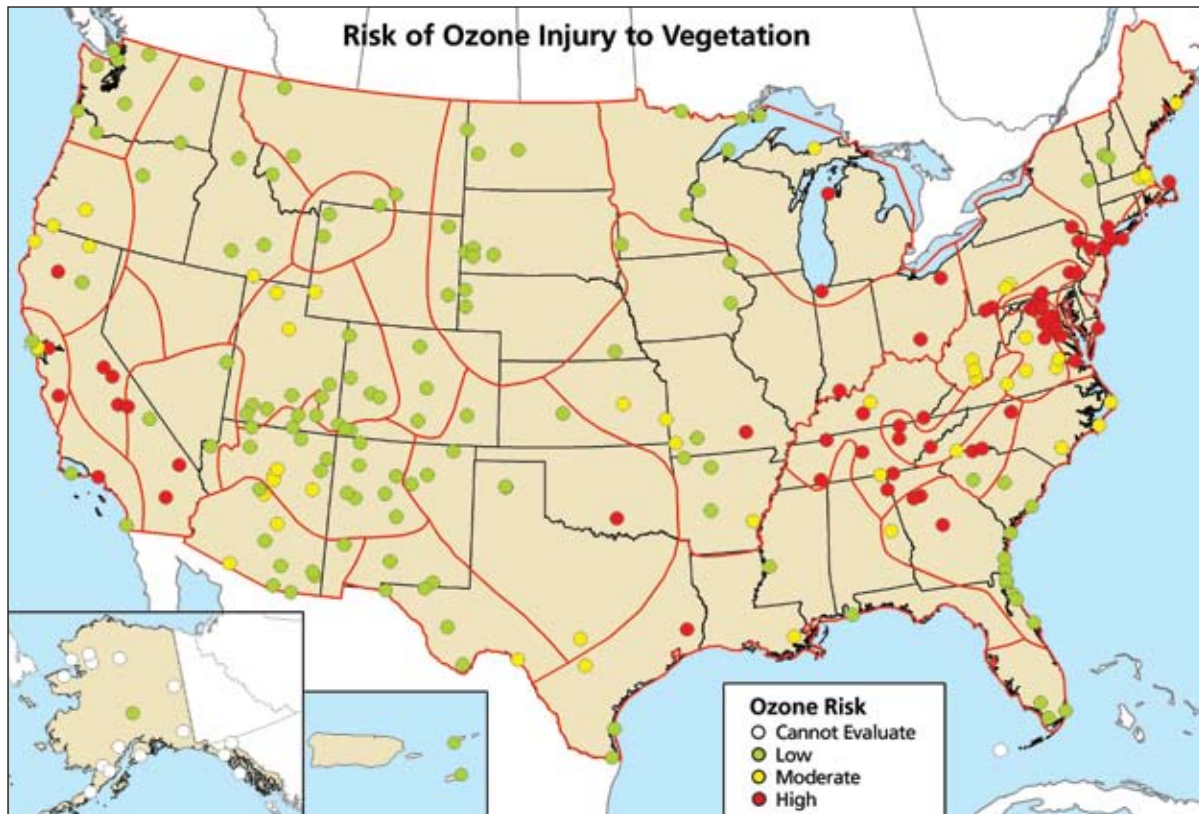 Risk of Ozone Injury to Vegetation
Ozone Risk
Cannot Evaluate
Low
Moderate
High